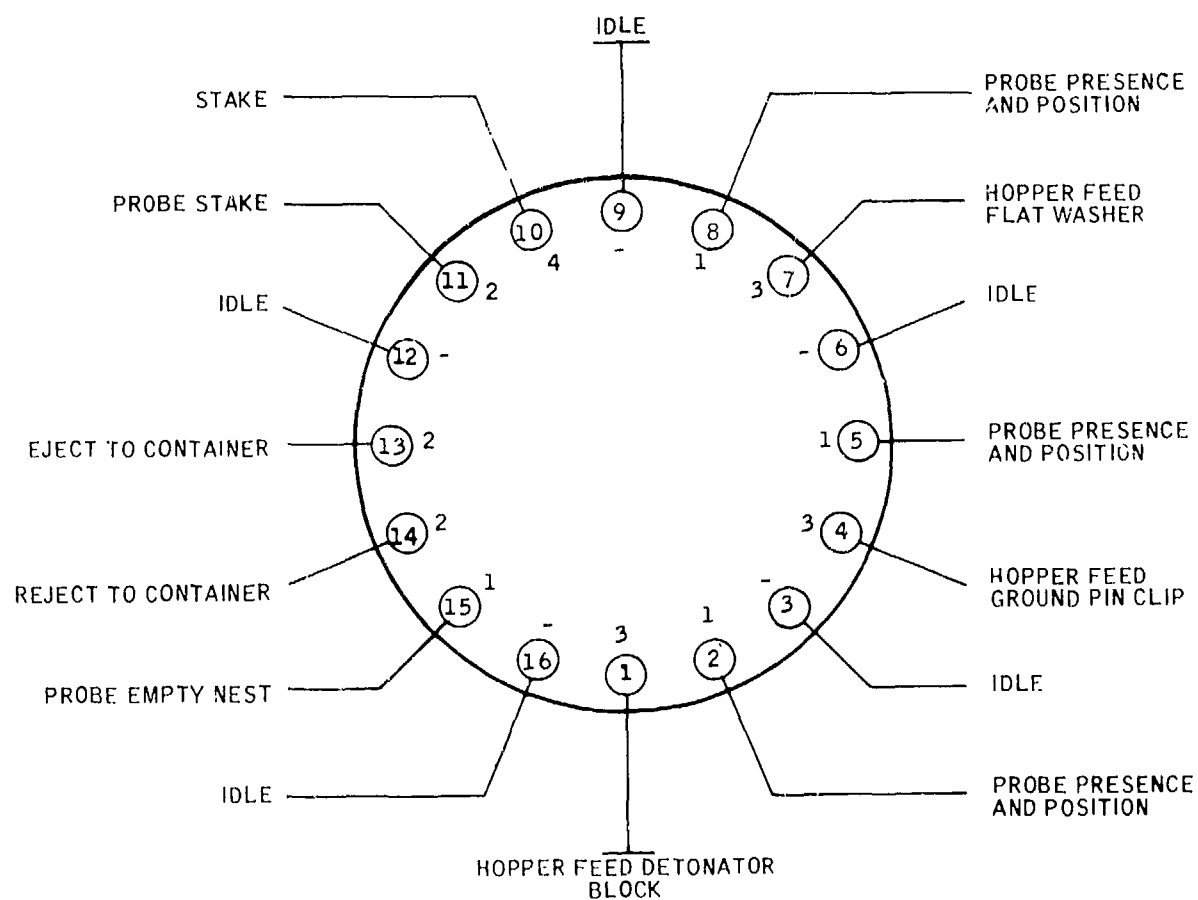 IDLE
STAKE
PROBE PRESENCE
AND POSITION
PROBE STAKE
HOPPER FEED
FLAT WASHER
9
-
10
4
8
1
11
2
7
3
IDLE
IDLE
12
-
6
-
EJECT TO CONTAINER
13
2
1
5
PROBE PRESENCE
AND POSITION
14
2
3
4
REJECT TO CONTAINER
HOPPER FEED
GROUND PIN CLIP
15
1
-
3
16
-
3
1
1
2
PROBE EMPTY NEST
IDLE
IDLE
PROBE PRESENCE
AND POSITION
HOPPER FEED DETONATOR
BLOCK